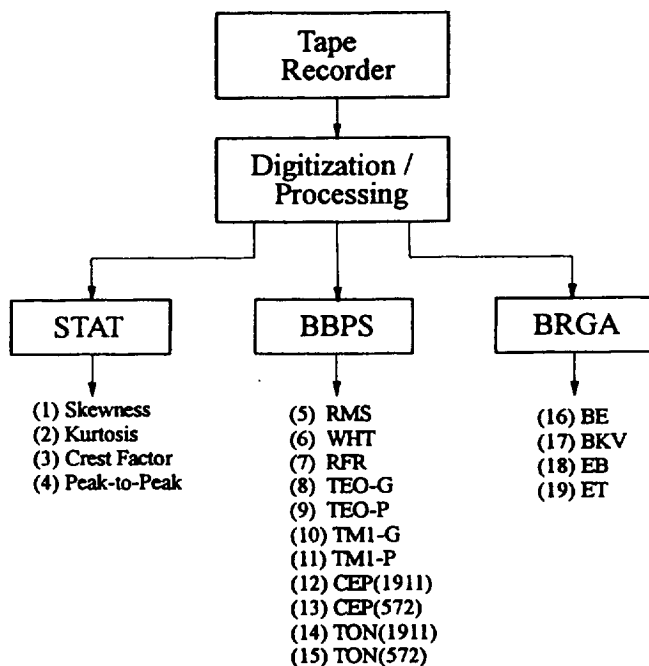 Tape
Recorder
Digitization /
Processing
STAT
BBPS
BRGA
(1) Skewness
(2) Kurtosis
(3) Crest Factor
(4) Peak-to-Peak
(5) RMS
(6) WHT
(7) RFR
(8) TEO-G
(9) TEO-P
(10) TM1-G
(11) TM1-P
(12) CEP(1911)
(13) CEP(572)
(14) TON(1911)
(15) TON(572)
(16) BE
(17) BKV
(18) EB
(19) ET